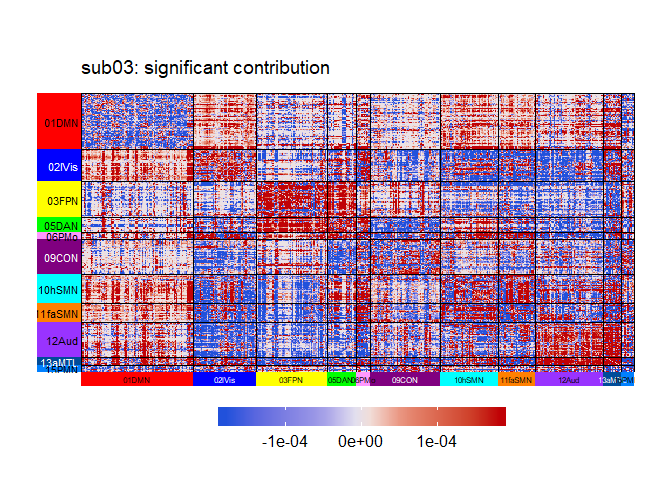 sub03: significant contribution
01DMN
02lVis
03FPN
05DAN
06PMo
09CON
10hSMN
11faSMN
12Aud
13aMTL
01DMN 02lVis 03FPN 05DAN 09CON 10hSMN 11faSMN 12Aud
-1e-04 0e+00 1e-04